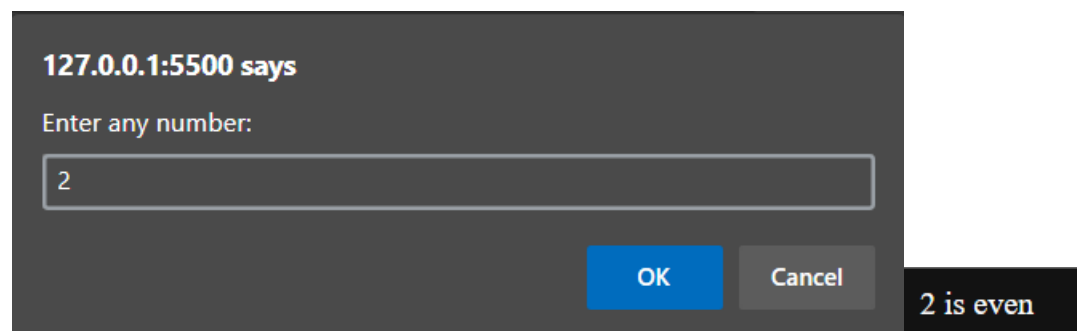 127.0.0.1:5500 says
Enter any number:
2
OK Cancel
2 is even